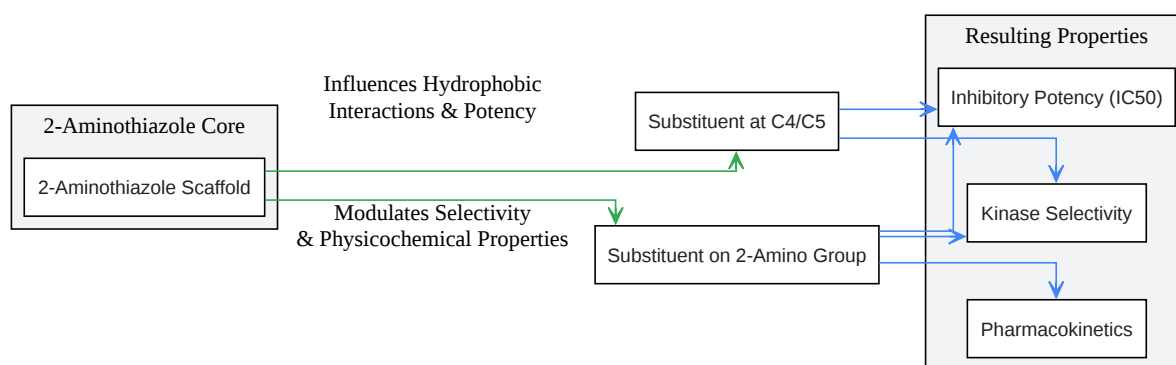 2-Aminothiazole Core
2-Aminothiazole Scaffold
Influences Hydrophobic
Interactions & Potency
Modulates Selectivity
& Physicochemical Properties
Substituent at C4/C5
Substituent on 2-Amino Group
Resulting Properties
Inhibitory Potency (IC50)
Kinase Selectivity
Pharmacokinetics